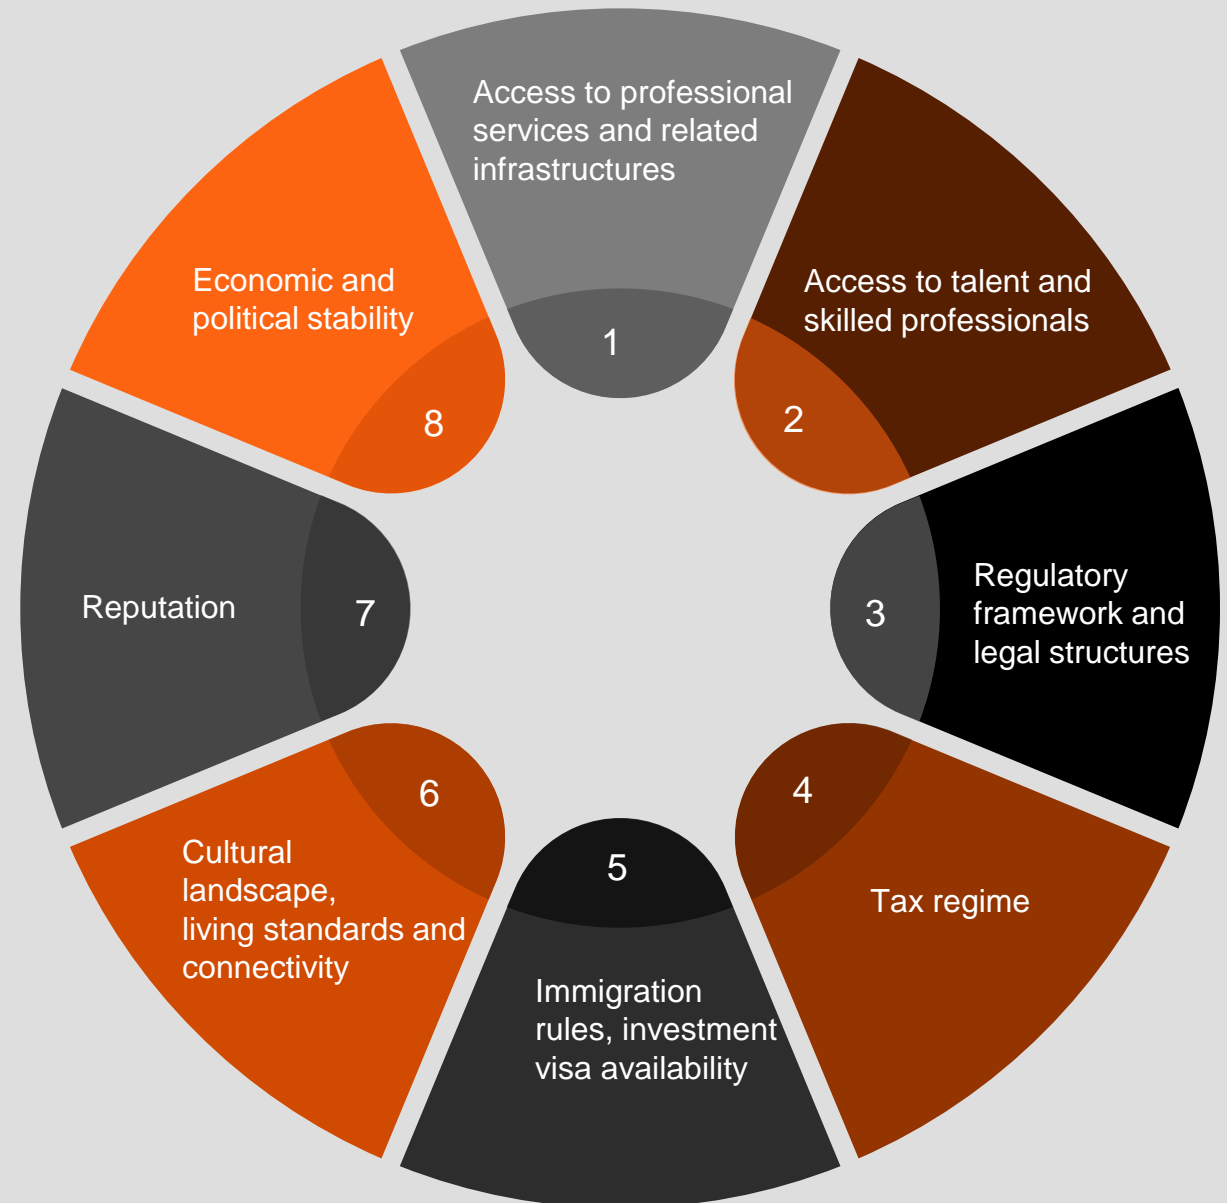 Access to professional
services and related
infrastructures
1
Access to talent and
skilled professionals
2
Regulatory
framework and
legal structures
3
Tax regime
4
Immigration
rules, investment
visa availability
5
Cultural
landscape,
living standards and
connectivity
6
Reputation
7
Economic and
political stability
8